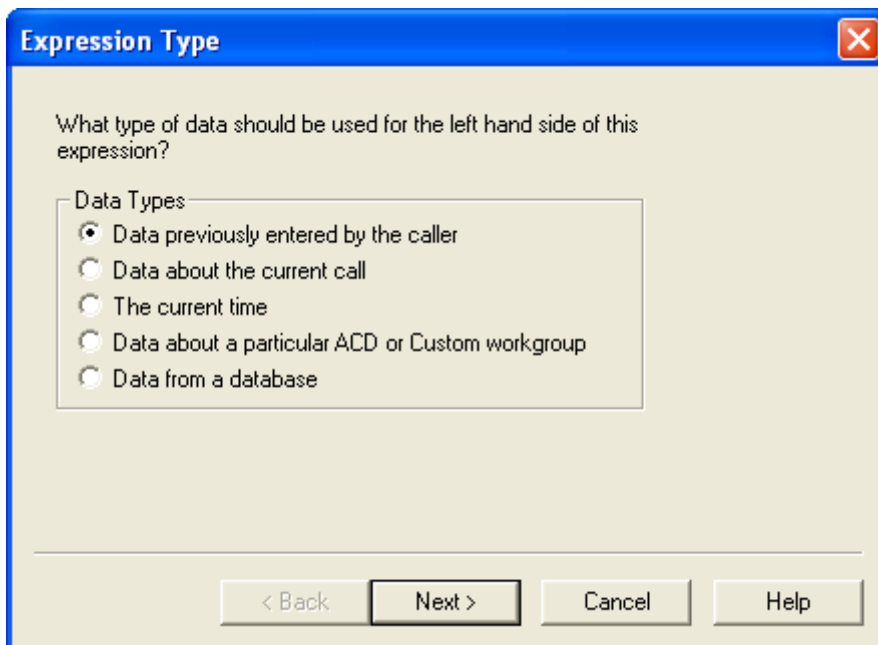 Expression Type
What type of data should be used for the left hand side of this
expression?
Data Types
Data previously entered by the caller
Data about the current call
The current time
Data about a particular ACD or Custom workgroup
Data from a database
< Back
Next >
Cancel
Help